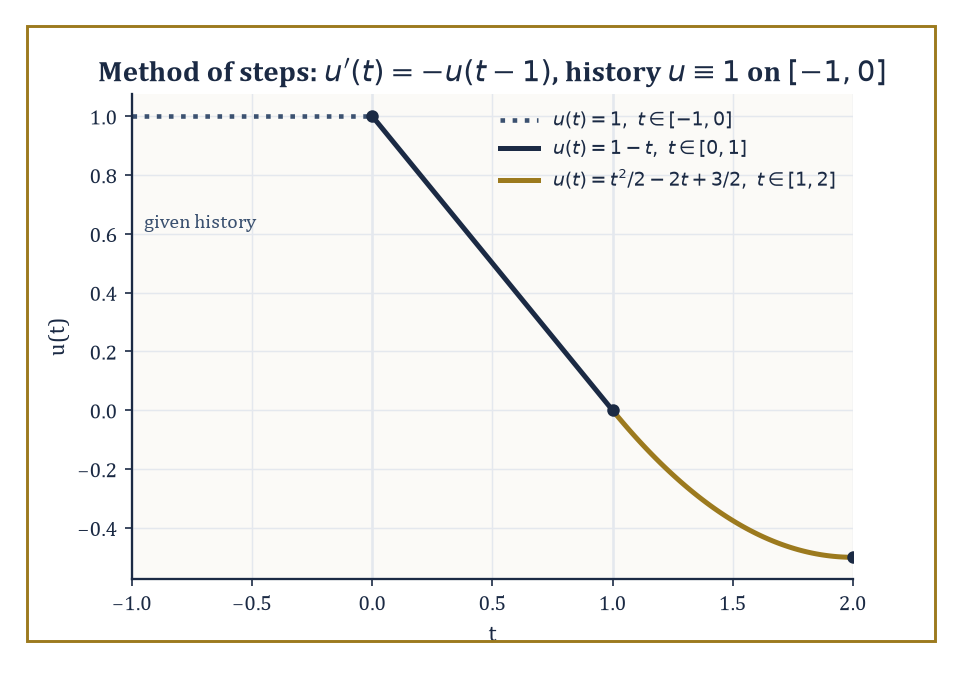 Method of steps: u′(t) = −u(t − 1), history u ≡ 1 on [−1, 0]
u(t) = 1, t ∈ [−1, 0]
u(t) = 1 − t, t ∈ [0, 1]
u(t) = t²/2 − 2t + 3/2, t ∈ [1, 2]
given history
u(t)
1.0
0.8
0.6
0.4
0.2
0.0
−0.2
−0.4
−1.0 −0.5 0.0 0.5 1.0 1.5 2.0
t